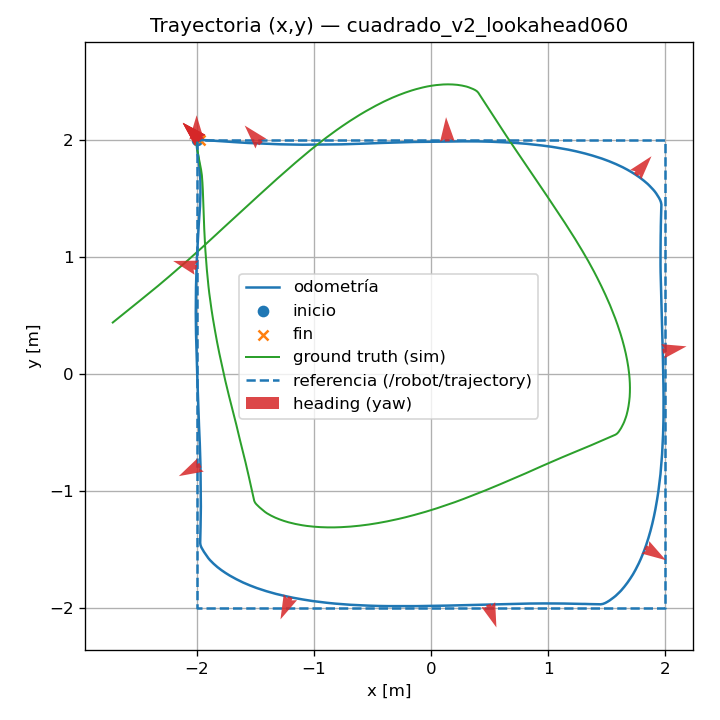 Trayectoria (x,y) — cuadrado_v2_lookahead060
y [m]
2
1
0
−1
−2
odometría
inicio
fin
ground truth (sim)
referencia (/robot/trajectory)
heading (yaw)
−2 −1 0 1 2
x [m]